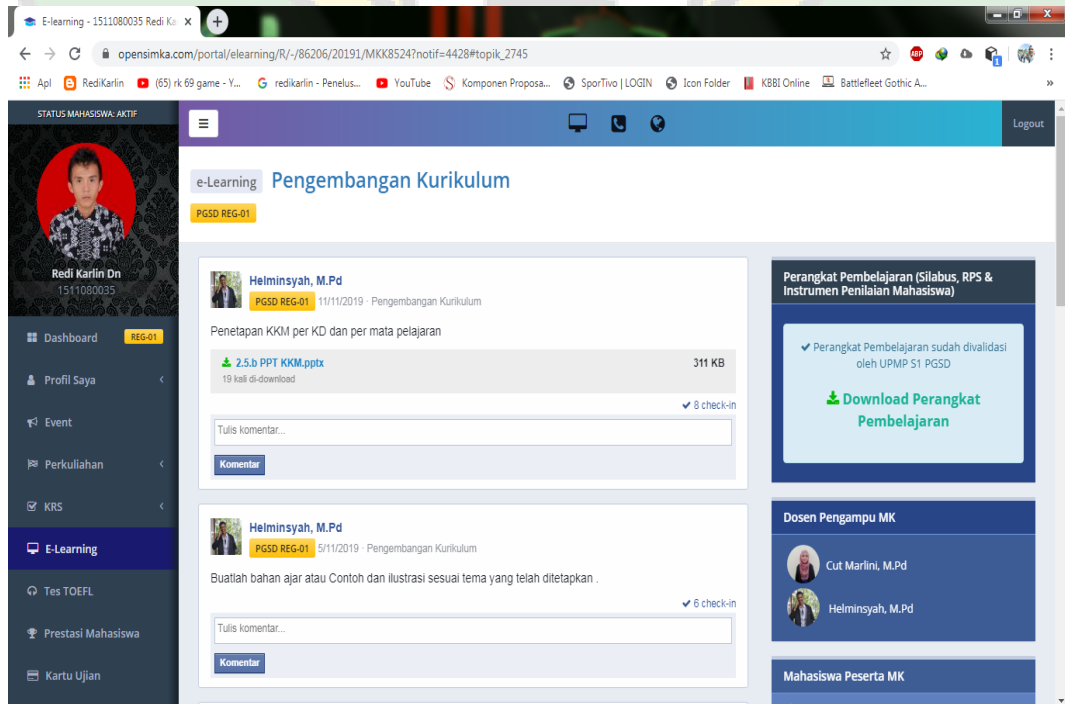 E-learning - 1511080035 Redi Ka
opensimka.com/portal/elearning/R/-/86206/20191/MKK8524?notif=4428#topik_2745
ABP
1
Apl
RediKarlin
(65) rk 69 game - Y...
redikarlin - Penelus...
YouTube
Komponen Proposa...
SporTivo | LOGIN
Icon Folder
KBBI Online
Battlefleet Gothic A...
»
STATUS MAHASISWA: AKTIF
Logout
Redi Karlin Dn
1511080035
Dashboard REG-01
Profil Saya
Event
Perkuliahan
KRS
E-Learning
Tes TOEFL
Prestasi Mahasiswa
Kartu Ujian
e-Learning Pengembangan Kurikulum
PGSD REG-01
Helminsyah, M.Pd
PGSD REG-01 11/11/2019 · Pengembangan Kurikulum
Penetapan KKM per KD dan per mata pelajaran
2.5.b PPT KKM.pptx 311 KB
19 kali di-download
8 check-in
Tulis komentar...
Komentar
Helminsyah, M.Pd
PGSD REG-01 5/11/2019 · Pengembangan Kurikulum
Buatlah bahan ajar atau Contoh dan ilustrasi sesuai tema yang telah ditetapkan .
6 check-in
Tulis komentar...
Komentar
Perangkat Pembelajaran (Silabus, RPS &
Instrumen Penilaian Mahasiswa)
Perangkat Pembelajaran sudah divalidasi
oleh UPMP S1 PGSD
Download Perangkat
Pembelajaran
Dosen Pengampu MK
Cut Marlini, M.Pd
Helminsyah, M.Pd
Mahasiswa Peserta MK